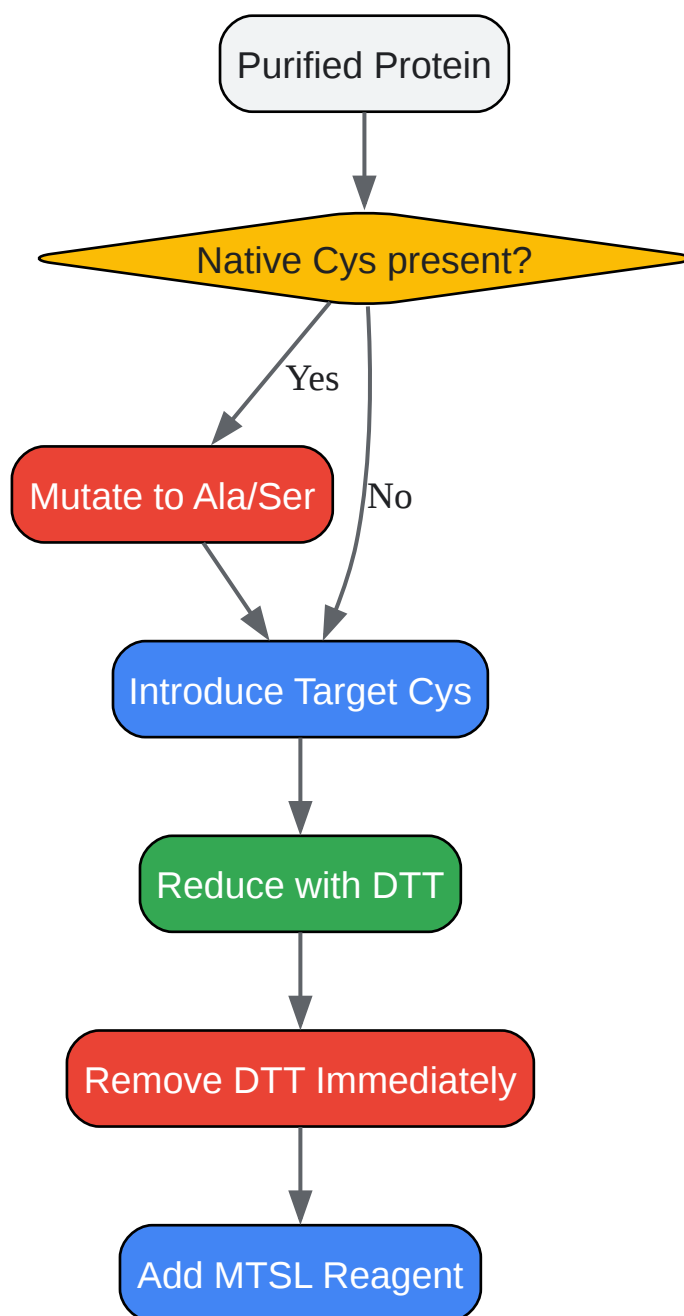 Purified Protein
Native Cys present?
Yes
Mutate to Ala/Ser
No
Introduce Target Cys
Reduce with DTT
Remove DTT Immediately
Add MTSL Reagent